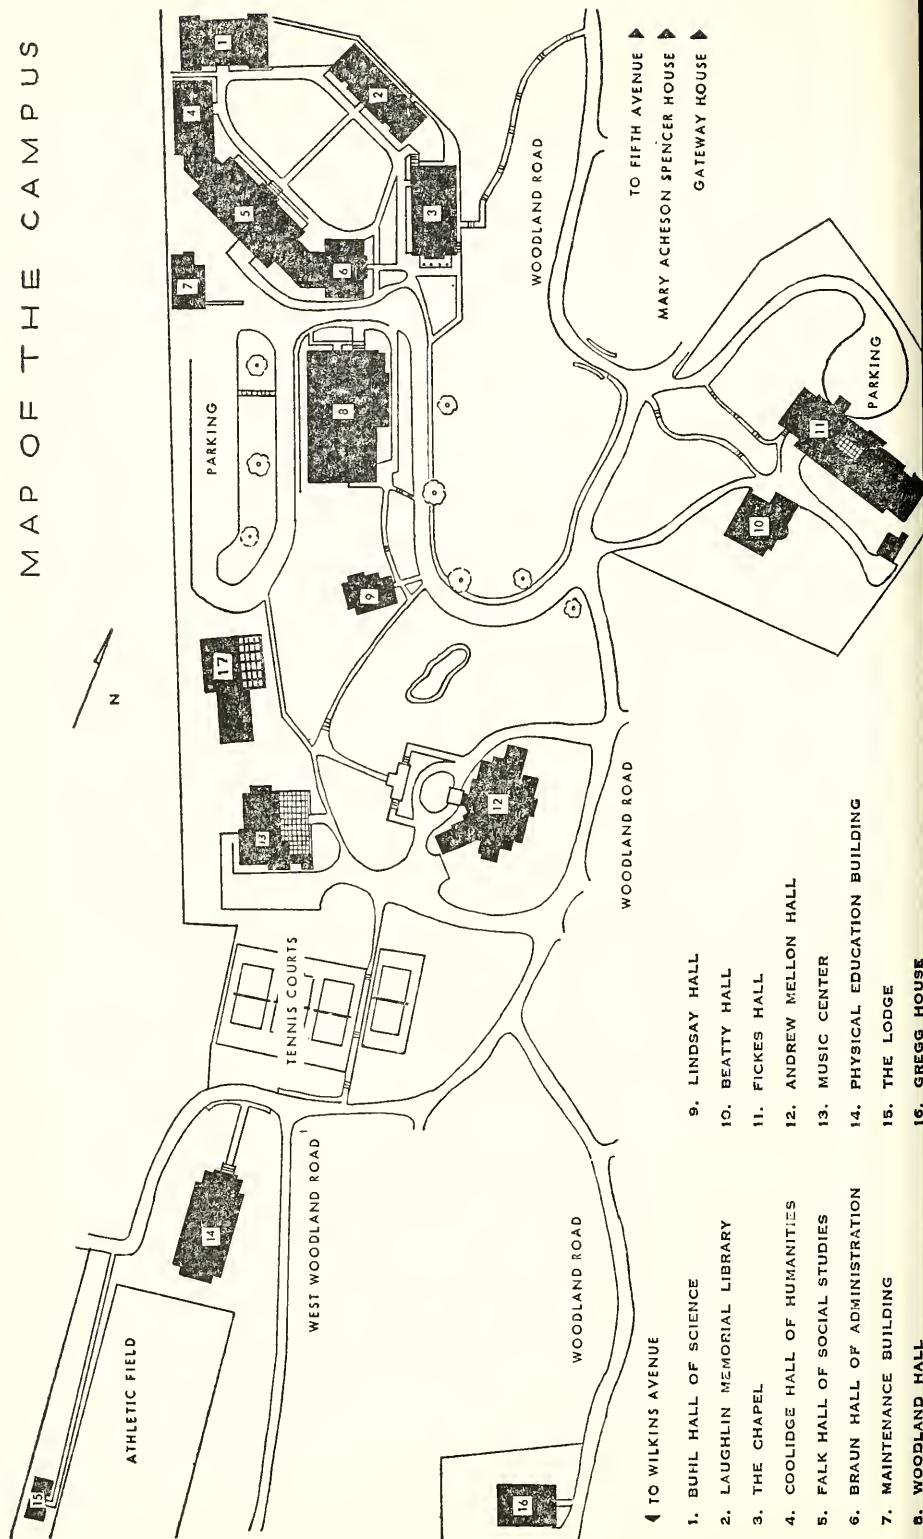 MAP OF THE CAMPUS
N
1
2
3
4
5
6
7
8
9
10
11
12
13
14
15
16
17
PARKING
PARKING
WOODLAND ROAD
TO FIFTH AVENUE
MARY ACHESON SPENCER HOUSE
GATEWAY HOUSE
TENNIS COURTS
WOODLAND ROAD
WEST WOODLAND ROAD
WOODLAND ROAD
ATHLETIC FIELD
TO WILKINS AVENUE
1. BUHL HALL OF SCIENCE
2. LAUGHLIN MEMORIAL LIBRARY
3. THE CHAPEL
4. COOLIDGE HALL OF HUMANITIES
5. FALK HALL OF SOCIAL STUDIES
6. BRAUN HALL OF ADMINISTRATION
7. MAINTENANCE BUILDING
8. WOODLAND HALL
9. LINDSAY HALL
10. BEATTY HALL
11. FICKES HALL
12. ANDREW MELLON HALL
13. MUSIC CENTER
14. PHYSICAL EDUCATION BUILDING
15. THE LODGE
16. GREGG HOUSE